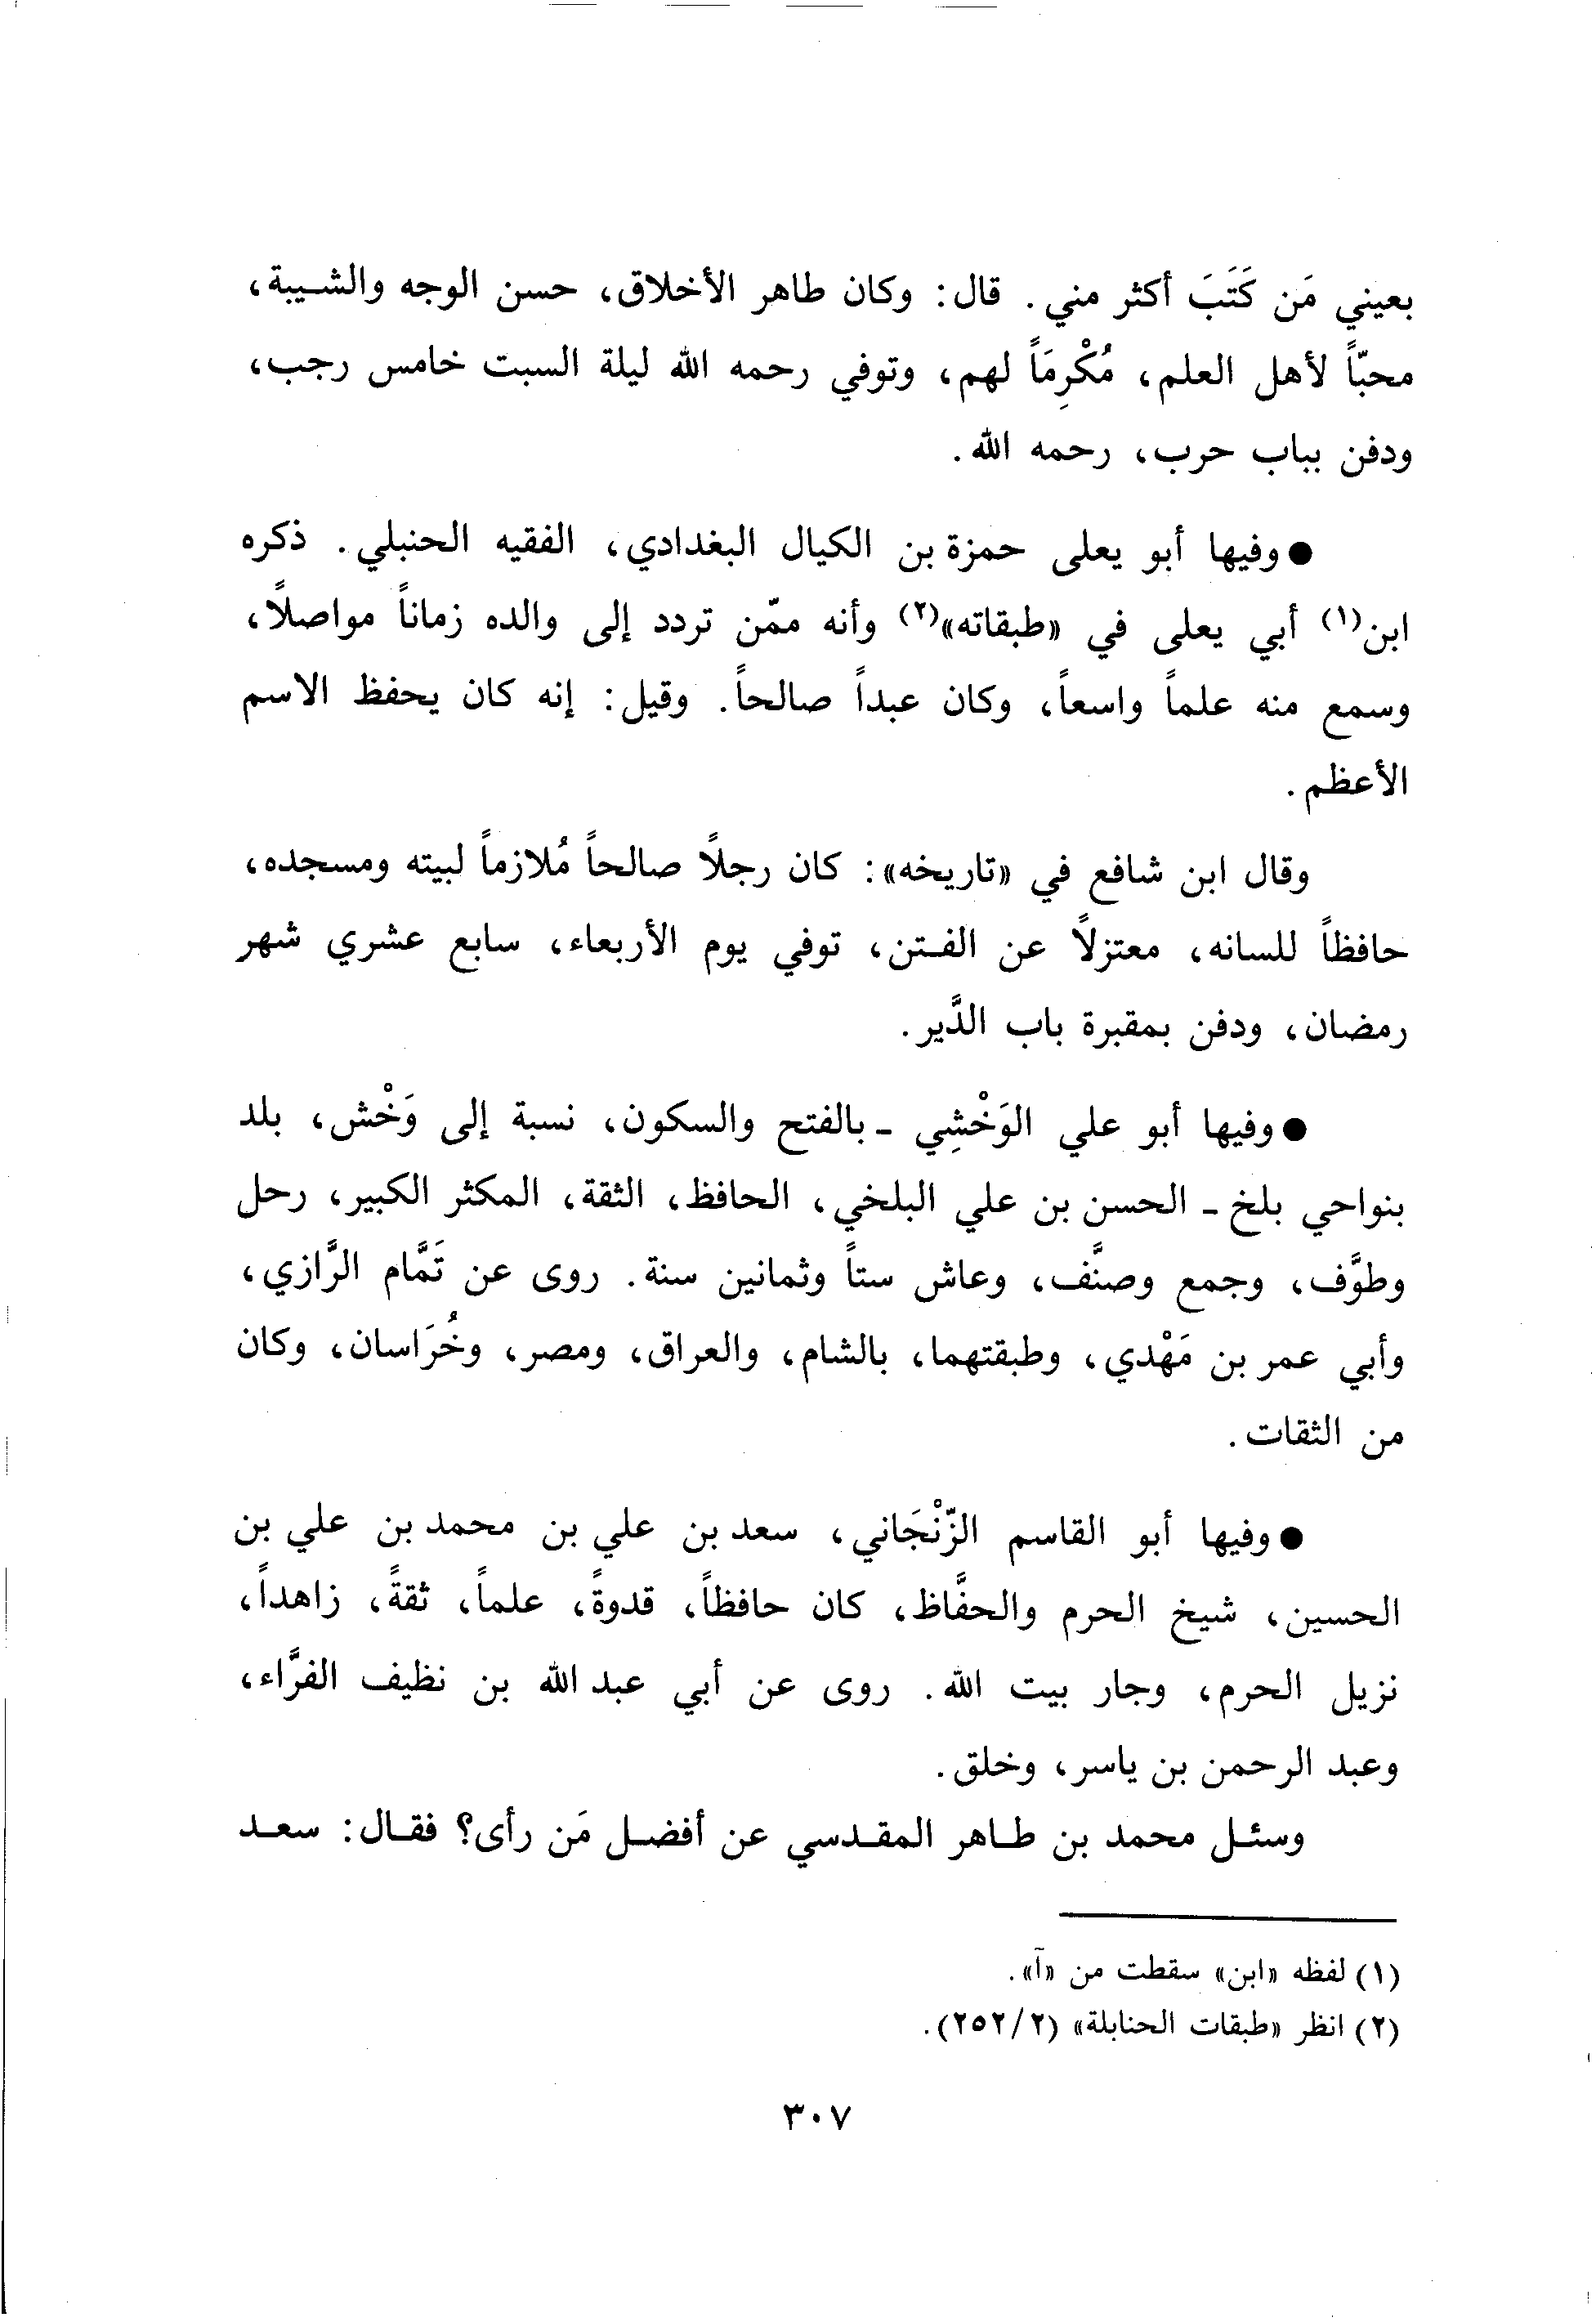 بعيني مَن كَتَبَ أكثر مني. قال: وكان طاهر الأخلاق، حسن الوجه والشيبة،
محبّاً لأهل العلم، مُكْرِمَاً لهم، وتوفي رحمه الله ليلة السبت خامس رجب،
ودفن بباب حرب، رحمه الله.
● وفيها أبو يعلى حمزة بن الكيال البغدادي، الفقيه الحنبلي. ذكره
ابن(١) أبي يعلى في «طبقاته»(٢) وأنه ممّن تردد إلى والده زماناً مواصلًا،
وسمع منه علماً واسعاً، وكان عبداً صالحاً. وقيل: إنه كان يحفظ الاسم
الأعظم.
وقال ابن شافع في «تاريخه»: كان رجلًا صالحاً مُلازماً لبيته ومسجده،
حافظاً للسانه، معتزلًا عن الفتن، توفي يوم الأربعاء، سابع عشري شهر
رمضان، ودفن بمقبرة باب الدَّير.
● وفيها أبو علي الوَخْشِي - بالفتح والسكون، نسبة إلى وَخْش، بلد
بنواحي بلخ - الحسن بن علي البلخي، الحافظ، الثقة، المكثر الكبير، رحل
وطوَّف، وجمع وصنَّف، وعاش ستاً وثمانين سنة. روى عن تَمَّام الرَّازي،
وأبي عمر بن مَهْدي، وطبقتهما، بالشام، والعراق، ومصر، وخُرَاسان، وكان
من الثقات.
● وفيها أبو القاسم الزّنْجَاني، سعد بن علي بن محمد بن علي بن
الحسين، شيخ الحرم والحفَّاظ، كان حافظاً، قدوةً، علماً، ثقةً، زاهداً،
نزيل الحرم، وجار بيت الله. روى عن أبي عبد الله بن نظيف الفرَّاء،
وعبد الرحمن بن ياسر، وخلق.
وسئل محمد بن طاهر المقدسي عن أفضل مَن رأى؟ فقال: سعد
(١) لفظه «ابن» سقطت من «آ».
(٢) انظر «طبقات الحنابلة» (٢/٢٥٢).
٣٠٧